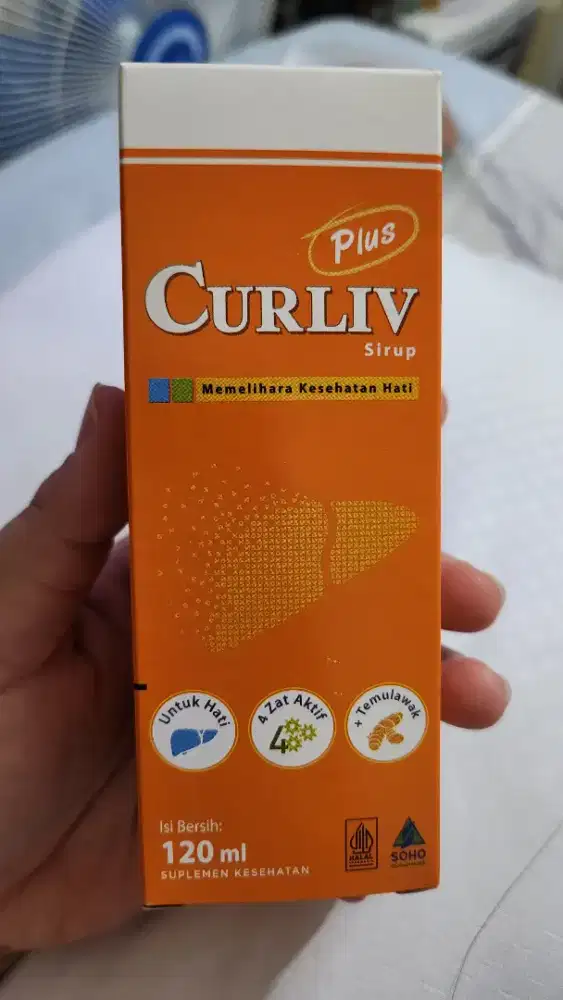 Plus
CURLIV
Sirup
Memelihara Kesehatan Hati
Untuk Hati
4 Zat Aktif
4
+ Temulawak
Isi Bersih:
120 ml
SUPLEMEN KESEHATAN
HALAL
SOHO